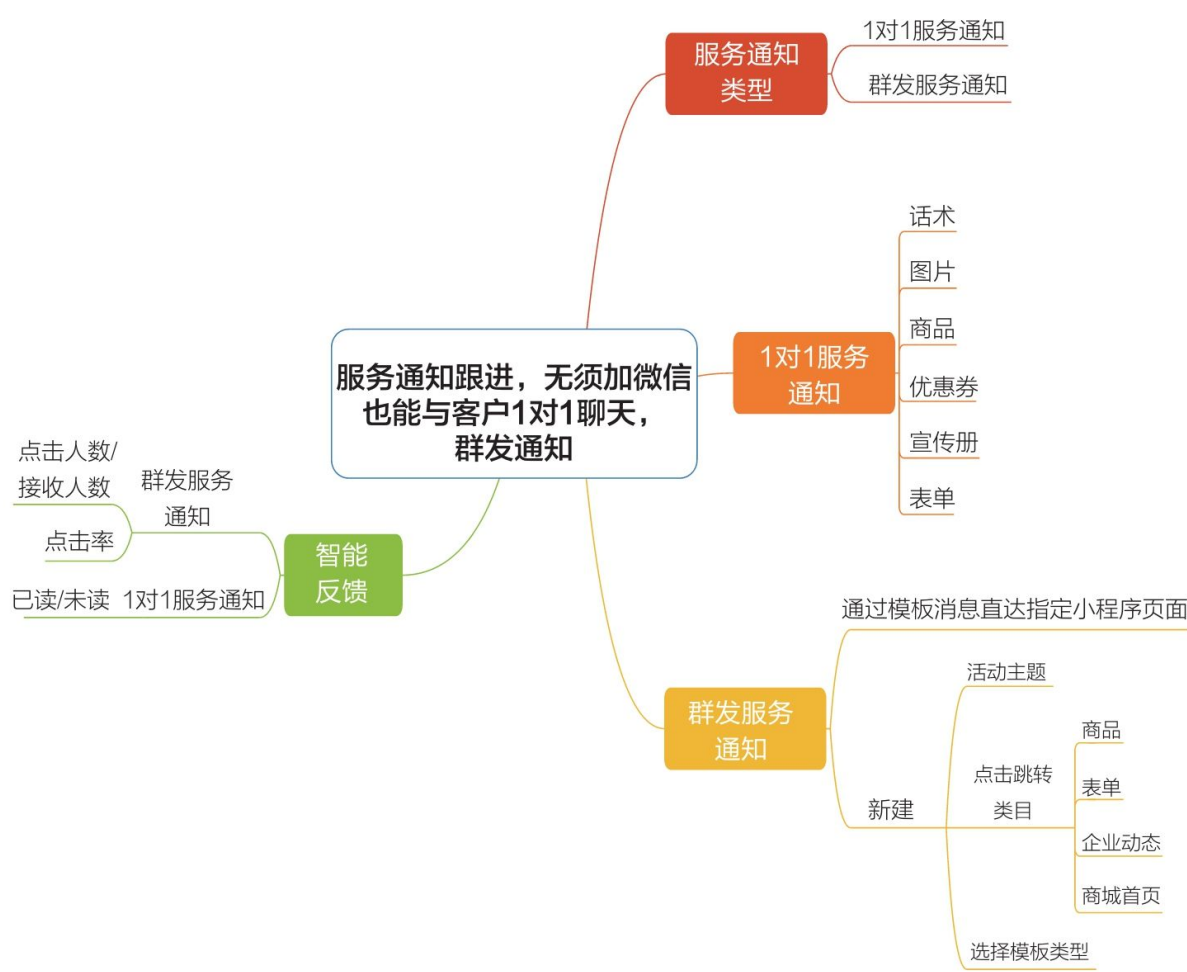 服务通知
类型
1对1服务通知
群发服务通知
服务通知跟进，无须加微信
也能与客户1对1聊天，
群发通知
1对1服务
通知
话术
图片
商品
优惠券
宣传册
表单
群发服务
通知
通过模板消息直达指定小程序页面
新建
活动主题
点击跳转
类目
商品
表单
企业动态
商城首页
选择模板类型
智能
反馈
群发服务
通知
点击人数/
接收人数
点击率
1对1服务通知
已读/未读